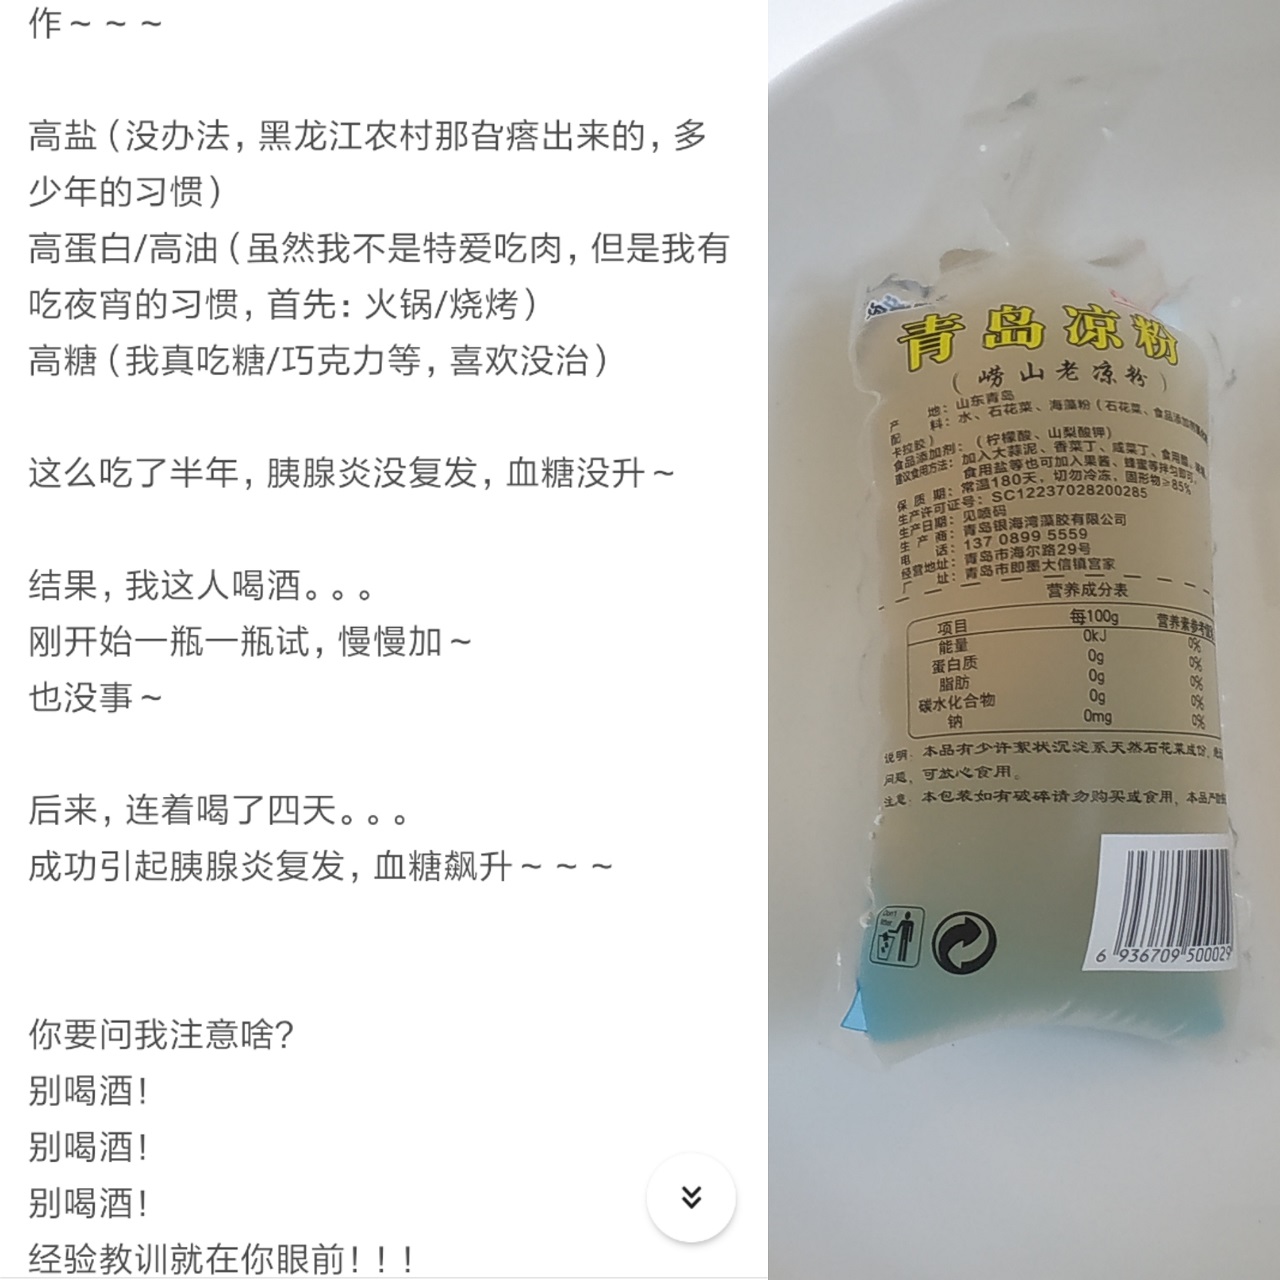 作～～～
高盐（没办法，黑龙江农村那旮瘩出来的，多
少年的习惯）
高蛋白/高油（虽然我不是特爱吃肉，但是我有
吃夜宵的习惯，首先：火锅/烧烤）
高糖（我真吃糖/巧克力等，喜欢没治）
这么吃了半年，胰腺炎没复发，血糖没升～
结果，我这人喝酒。。。
刚开始一瓶一瓶试，慢慢加～
也没事～
后来，连着喝了四天。。。
成功引起胰腺炎复发，血糖飙升～～～
你要问我注意啥？
别喝酒！
别喝酒！
别喝酒！
经验教训就在你眼前！！！
青岛凉粉
（崂山老凉粉）
产 地：山东青岛
配 料：水、石花菜、海藻粉（石花菜、食品添加剂
卡拉胶）
食品添加剂：（柠檬酸、山梨酸钾）
建议食用方法：加入大蒜泥、香菜丁、咸菜丁、食用醋、
食用盐等也可加入果酱、蜂蜜等拌匀即可。
保 质 期：常温180天，切勿冷冻，固形物≥85%
生产许可证号：SC12237028200285
生产日期：见喷码
生 产 商：青岛银海湾藻胶有限公司
电 话：137 0899 5559
经营地址：青岛市海尔路29号
厂 址：青岛市即墨大信镇宫家
营养成分表
项目 每100g 营养素参考值
能量 0kJ 0%
蛋白质 0g 0%
脂肪 0g 0%
碳水化合物 0g 0%
钠 0mg 0%
说明：本品有少许絮状沉淀系天然石花菜成份，
问题，可放心食用。
注意：本包装如有破碎请勿购买或食用，本品严
6 936709 500029